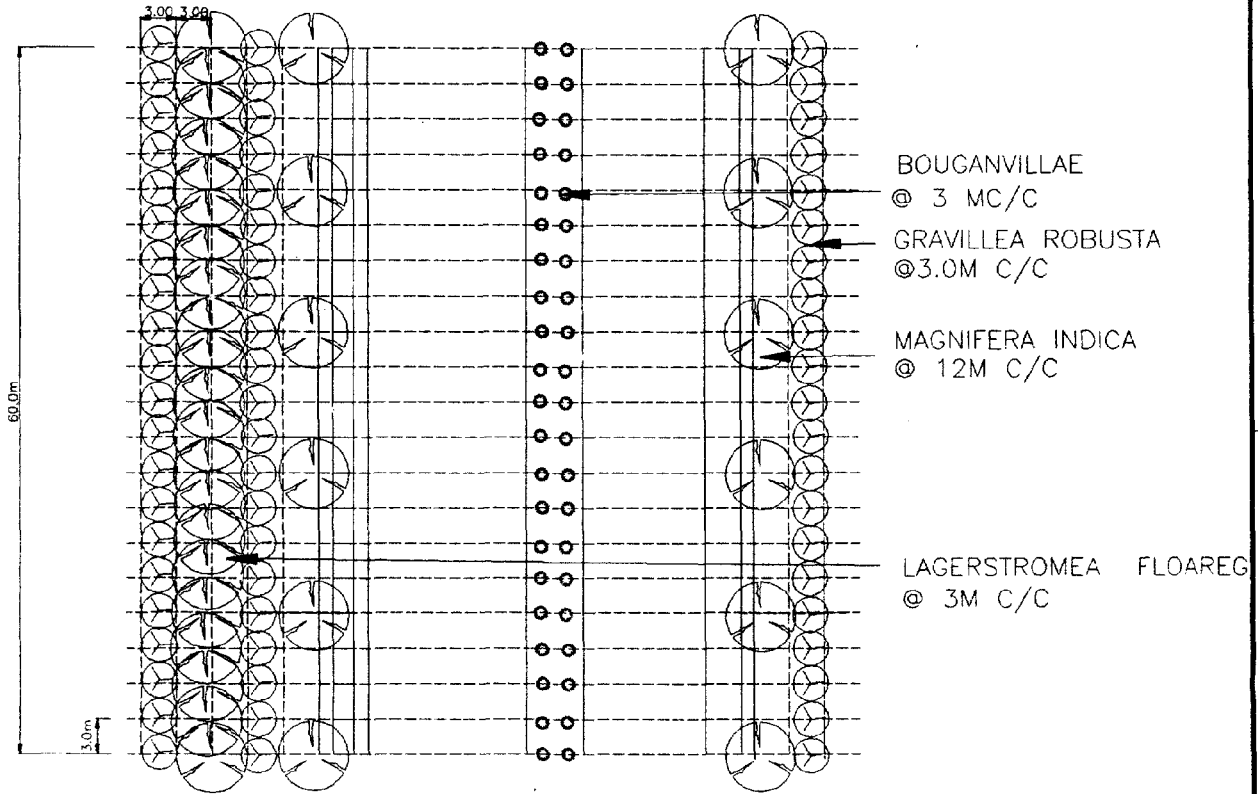 3.00 3.00
60.0m
3.0m
BOUGANVILLAE
@ 3 MC/C
GRAVILLEA ROBUSTA
@3.0M C/C
MAGNIFERA INDICA
@ 12M C/C
LAGERSTROMEA FLOAREG
@ 3M C/C